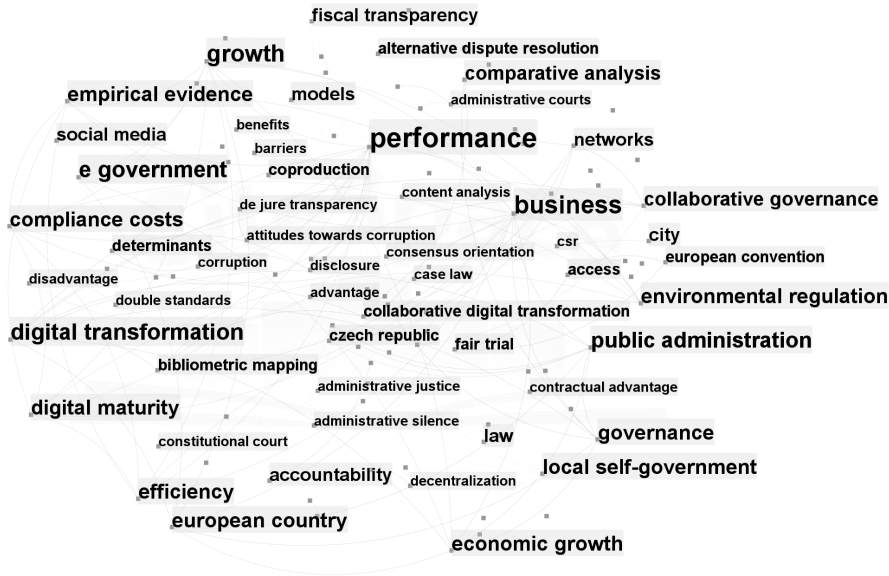 fiscal transparency
growth
alternative dispute resolution
comparative analysis
empirical evidence
models
administrative courts
benefits
social media
performance
networks
barriers
e government
coproduction
content analysis
collaborative governance
de jure transparency
business
compliance costs
attitudes towards corruption
city
determinants
csr
consensus orientation
european convention
corruption
disclosure
access
case law
disadvantage
advantage
double standards
environmental regulation
collaborative digital transformation
digital transformation
czech republic
fair trial
public administration
bibliometric mapping
administrative justice
contractual advantage
digital maturity
administrative silence
law
governance
constitutional court
local self-government
accountability
decentralization
efficiency
european country
economic growth